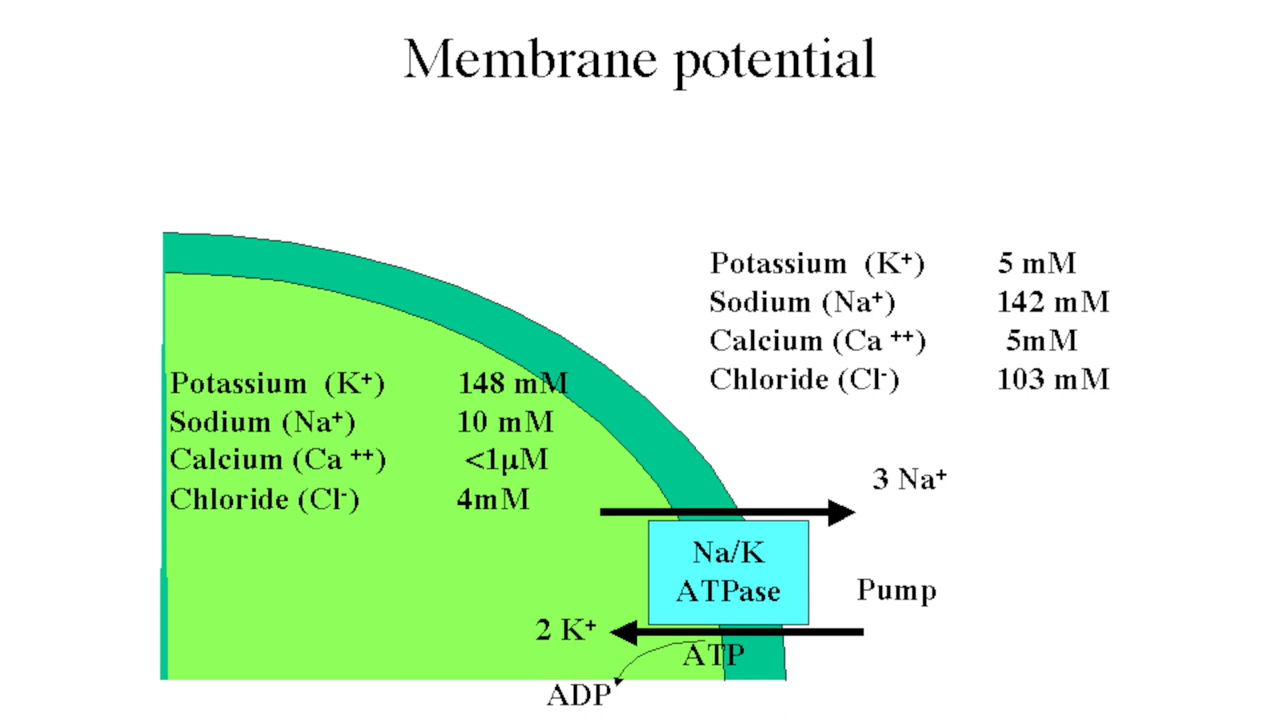 Membrane potential
Potassium (K⁺) 5 mM
Sodium (Na⁺) 142 mM
Calcium (Ca ⁺⁺) 5mM
Chloride (Cl⁻) 103 mM
Potassium (K⁺) 148 mM
Sodium (Na⁺) 10 mM
Calcium (Ca ⁺⁺) <1μM
Chloride (Cl⁻) 4mM
3 Na⁺
Na/K
ATPase
Pump
2 K⁺
ATP
ADP